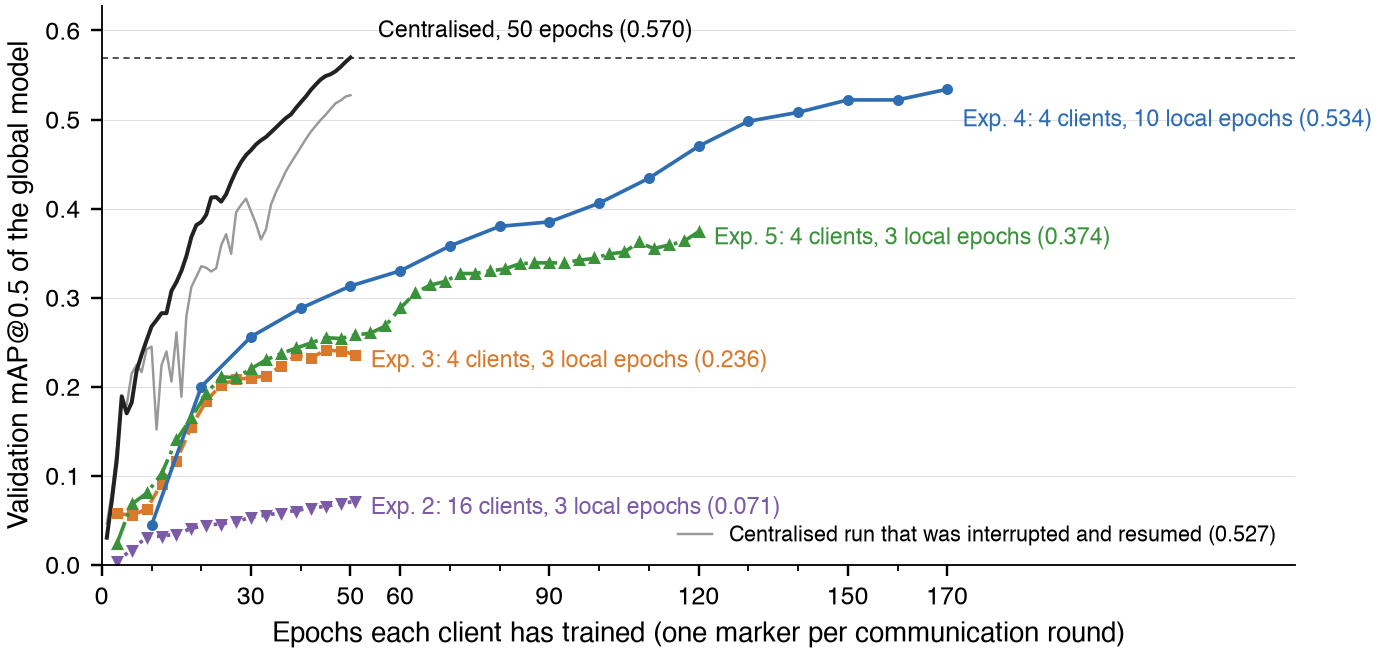 Validation mAP@0.5 of the global model
0.6
0.5
0.4
0.3
0.2
0.1
0.0
Centralised, 50 epochs (0.570)
Exp. 4: 4 clients, 10 local epochs (0.534)
Exp. 5: 4 clients, 3 local epochs (0.374)
Exp. 3: 4 clients, 3 local epochs (0.236)
Exp. 2: 16 clients, 3 local epochs (0.071)
Centralised run that was interrupted and resumed (0.527)
0 30 50 60 90 120 150 170
Epochs each client has trained (one marker per communication round)